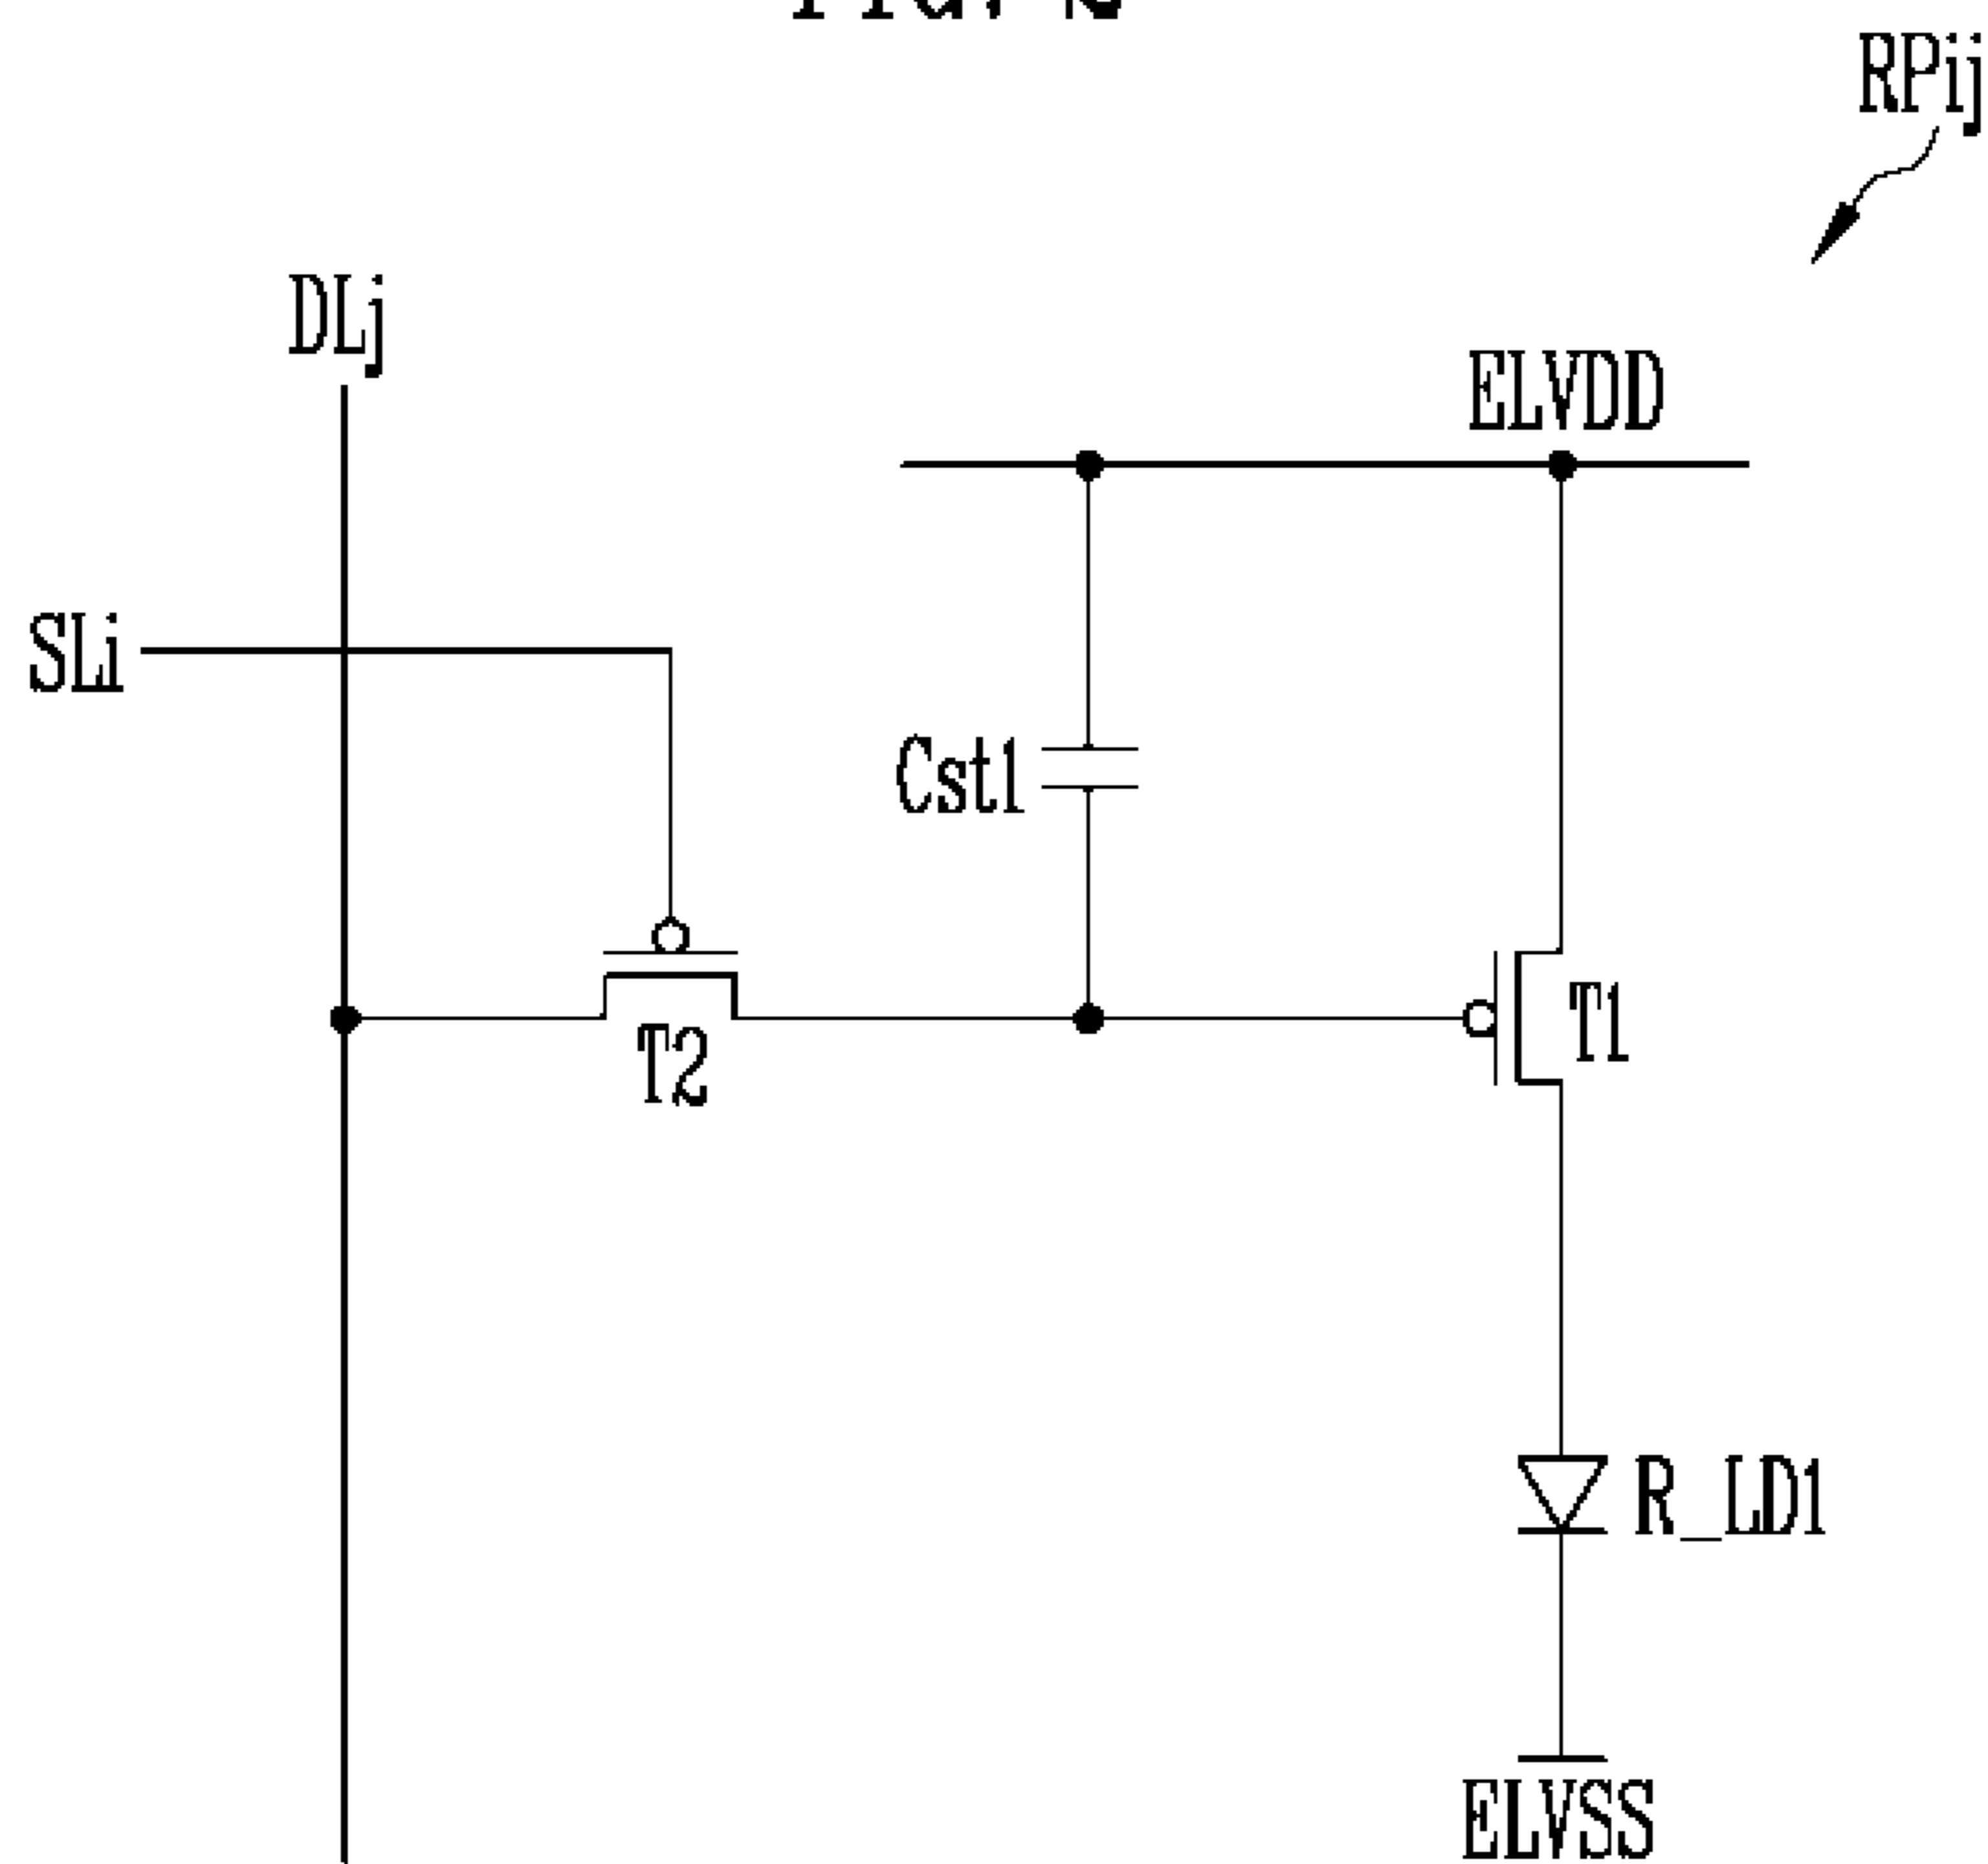 RPij
DLj
ELVDD
SLi
Cst1
T1
T2
R_LD1
ELVSS